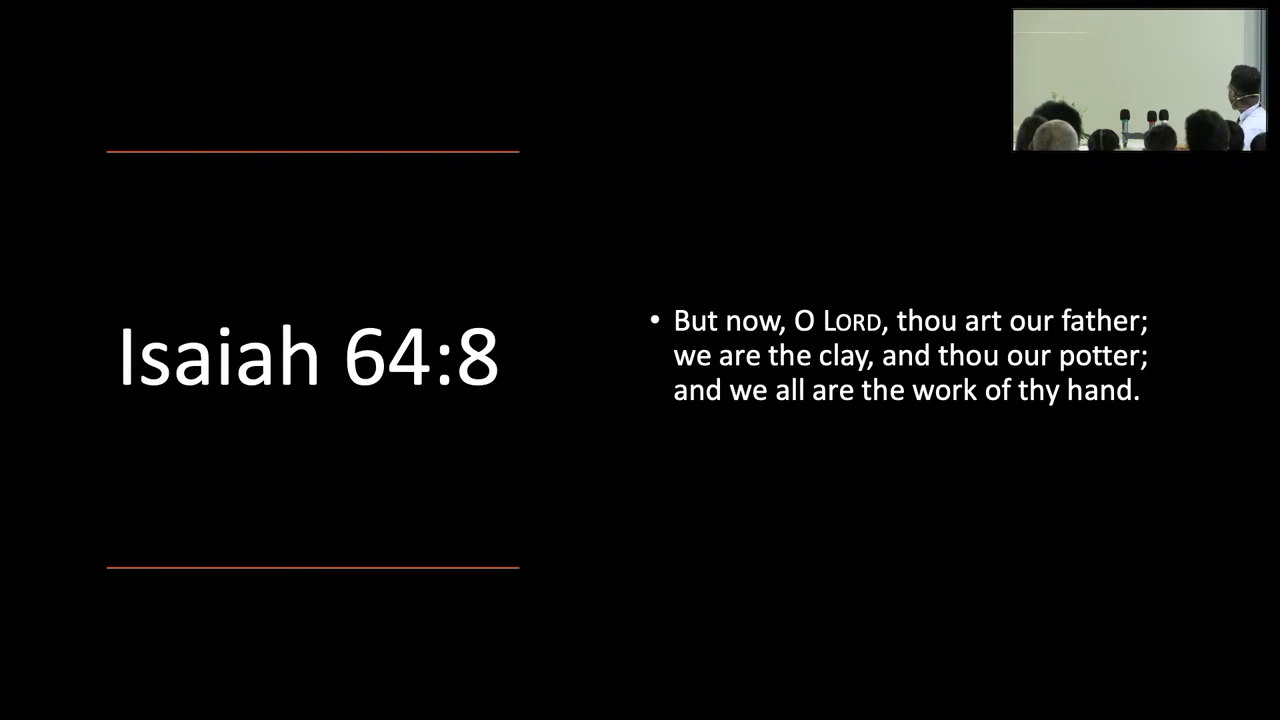 Isaiah 64:8
• But now, O LORD, thou art our father;
we are the clay, and thou our potter;
and we all are the work of thy hand.